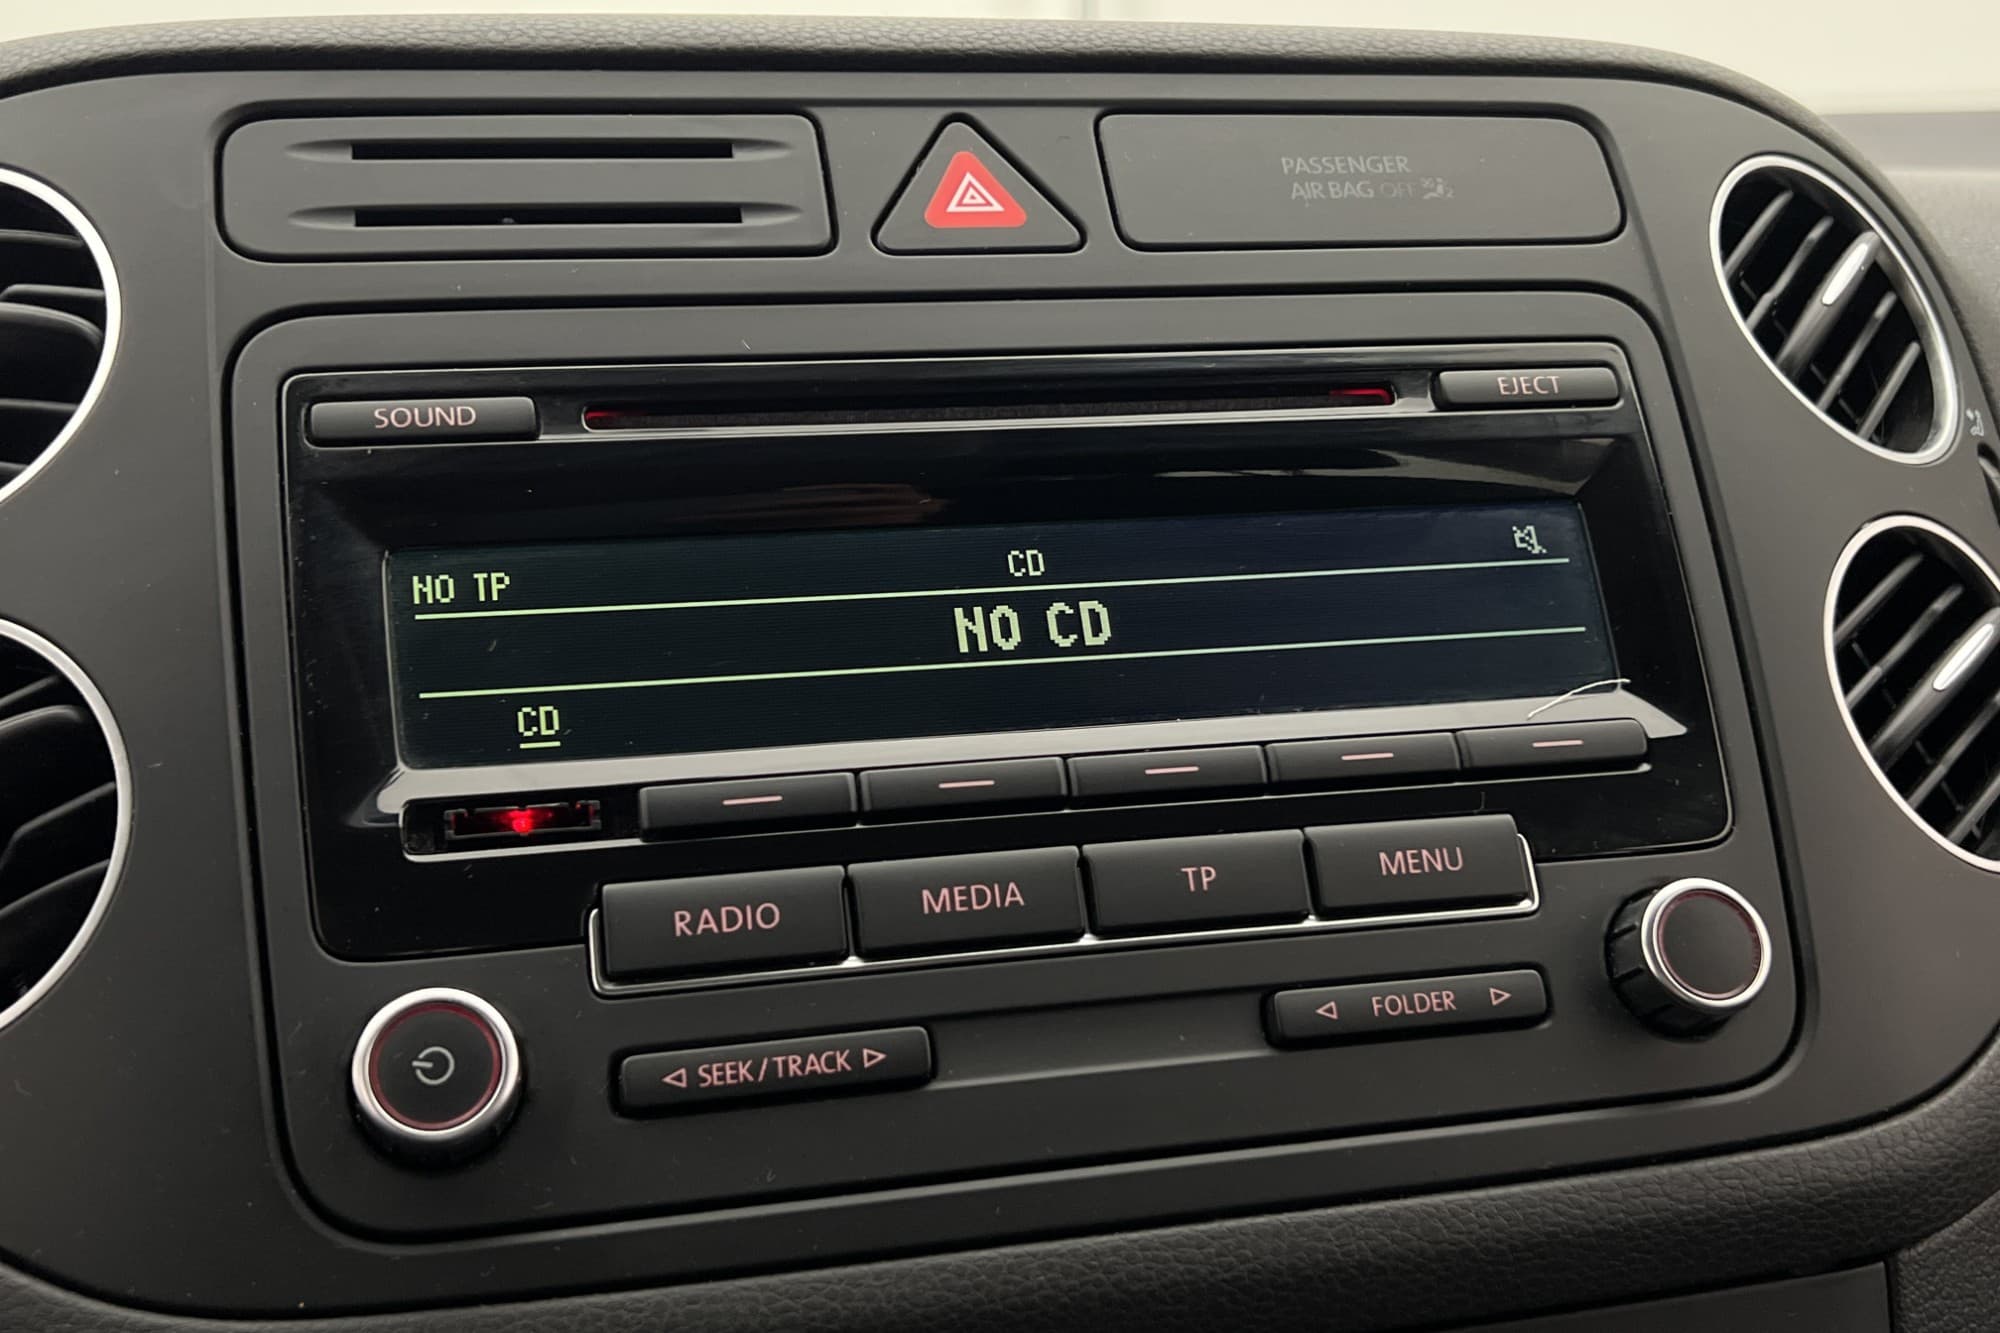 PASSENGER
AIR BAG OFF
SOUND
EJECT
NO TP
CD
NO CD
CD
RADIO
MEDIA
TP
MENU
SEEK / TRACK
FOLDER